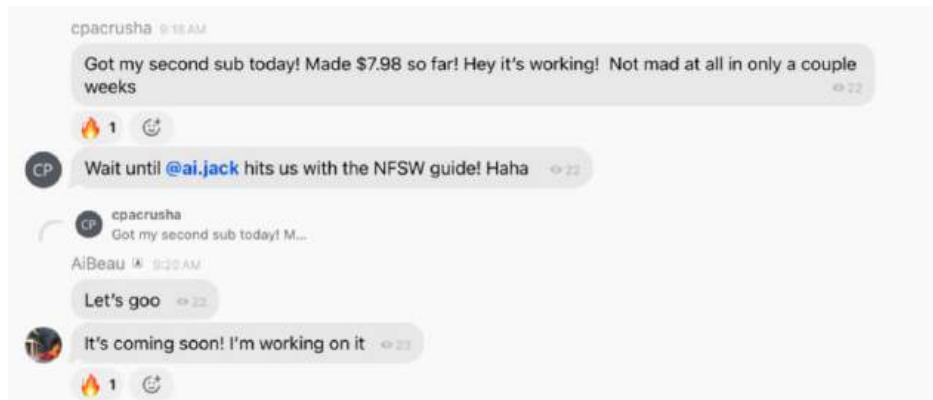 cpacrusha 9:18 AM
Got my second sub today! Made $7.98 so far! Hey it's working! Not mad at all in only a couple
weeks
22
1
CP Wait until @ai.jack hits us with the NFSW guide! Haha 22
CP cpacrusha
Got my second sub today! M...
AiBeau A 9:20 AM
Let's goo 22
It's coming soon! I'm working on it 22
1